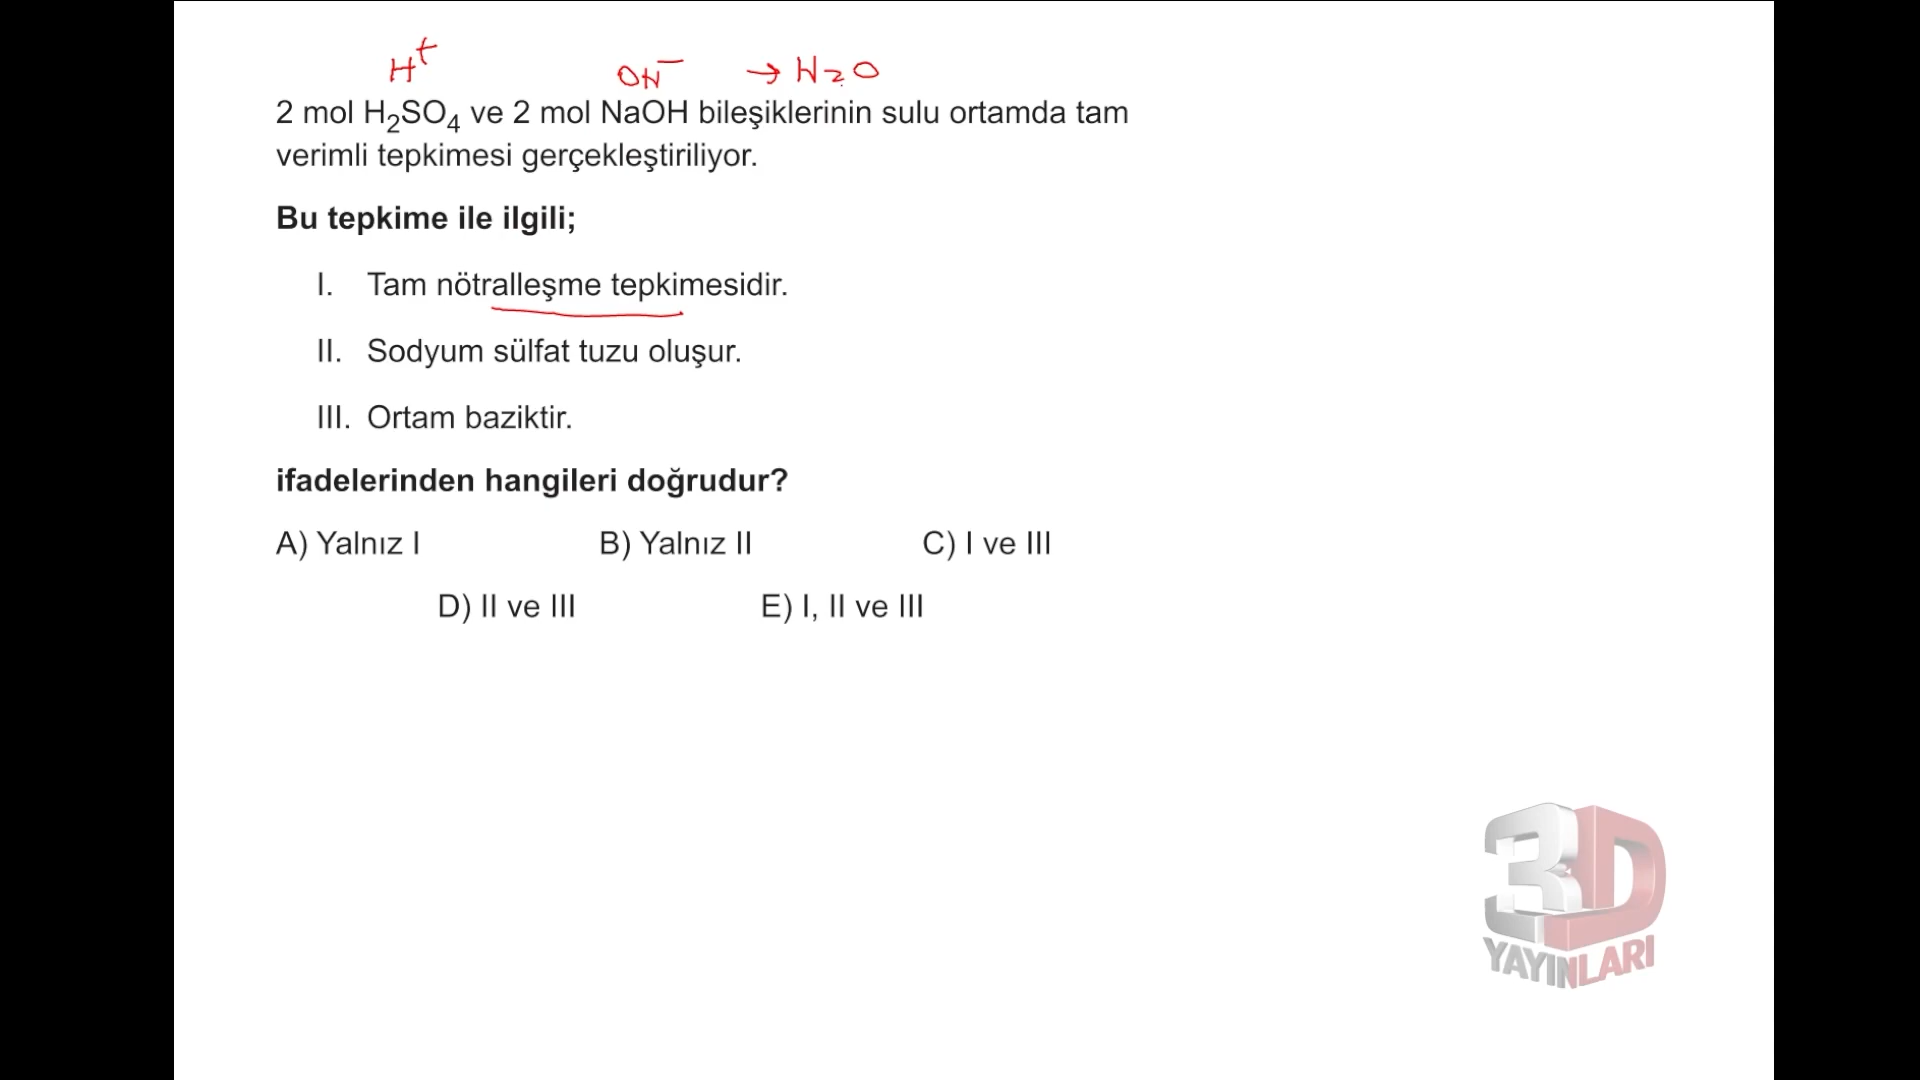 H⁺ OH⁻ → H₂O
2 mol H₂SO₄ ve 2 mol NaOH bileşiklerinin sulu ortamda tam
verimli tepkimesi gerçekleştiriliyor.
Bu tepkime ile ilgili;
I. Tam nötralleşme tepkimesidir.
II. Sodyum sülfat tuzu oluşur.
III. Ortam baziktir.
ifadelerinden hangileri doğrudur?
A) Yalnız I B) Yalnız II C) I ve III
D) II ve III E) I, II ve III
3D
YAYINLARI